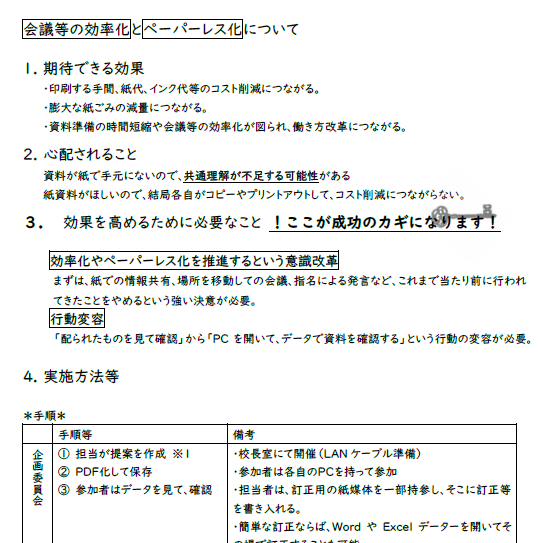 会議等の効率化とペーパーレス化について
1. 期待できる効果
・印刷する手間、紙代、インク代等のコスト削減につながる。
・膨大な紙ごみの減量につながる。
・資料準備の時間短縮や会議等の効率化が図られ、働き方改革につながる。
2. 心配されること
資料が紙で手元にないので、共通理解が不足する可能性がある
紙資料がほしいので、結局各自がコピーやプリントアウトして、コスト削減につながらない。
3. 効果を高めるために必要なこと ！ここが成功のカギになります！
効率化やペーパーレス化を推進するという意識改革
まずは、紙での情報共有、場所を移動しての会議、指名による発言など、これまで当たり前に行われ
てきたことをやめるという強い決意が必要。
行動変容
「配られたものを見て確認」から「PC を開いて、データで資料を確認する」という行動の変容が必要。
4. 実施方法等
＊手順＊
手順等 備考
企画委員会
① 担当が提案を作成 ※1
② PDF化して保存
③ 参加者はデータを見て、確認
・校長室にて開催（LANケーブル準備）
・参加者は各自のPCを持って参加
・担当者は、訂正用の紙媒体を一部持参し、そこに訂正等
を書き入れる。
・簡単な訂正ならば、Word や Excel データーを開いてそ